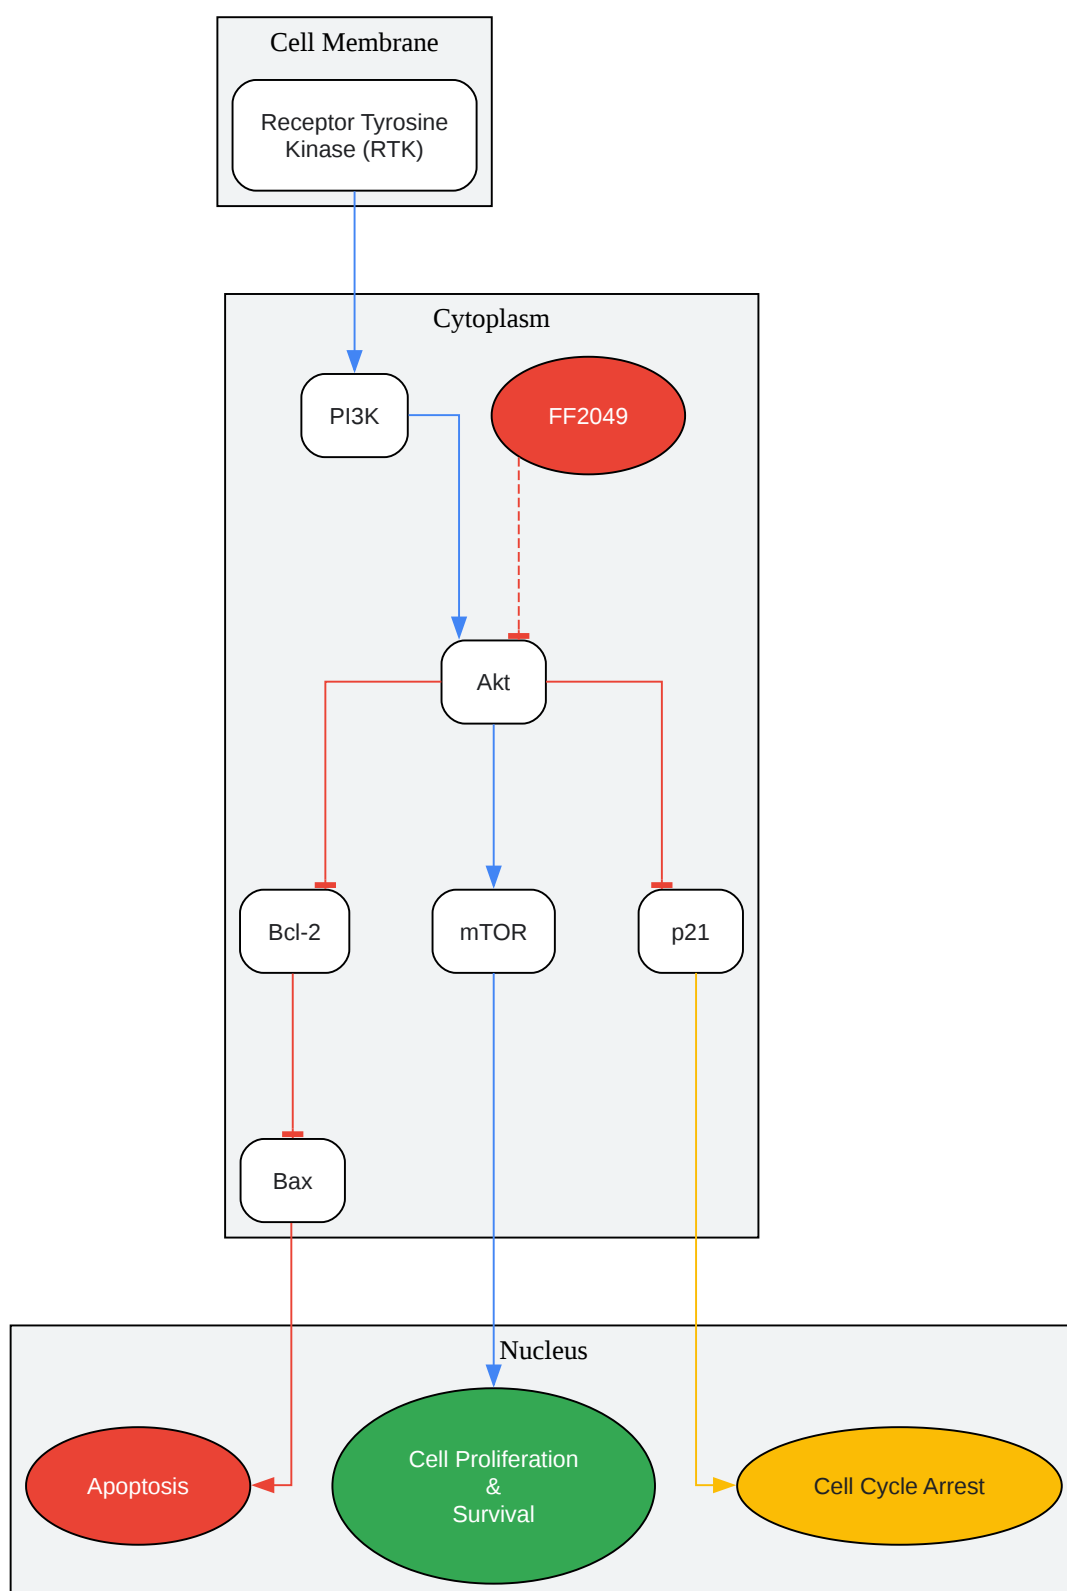 Cell Membrane
Receptor Tyrosine
Kinase (RTK)
Cytoplasm
PI3K
FF2049
Akt
Bcl-2
mTOR
p21
Bax
Nucleus
Apoptosis
Cell Proliferation
&
Survival
Cell Cycle Arrest